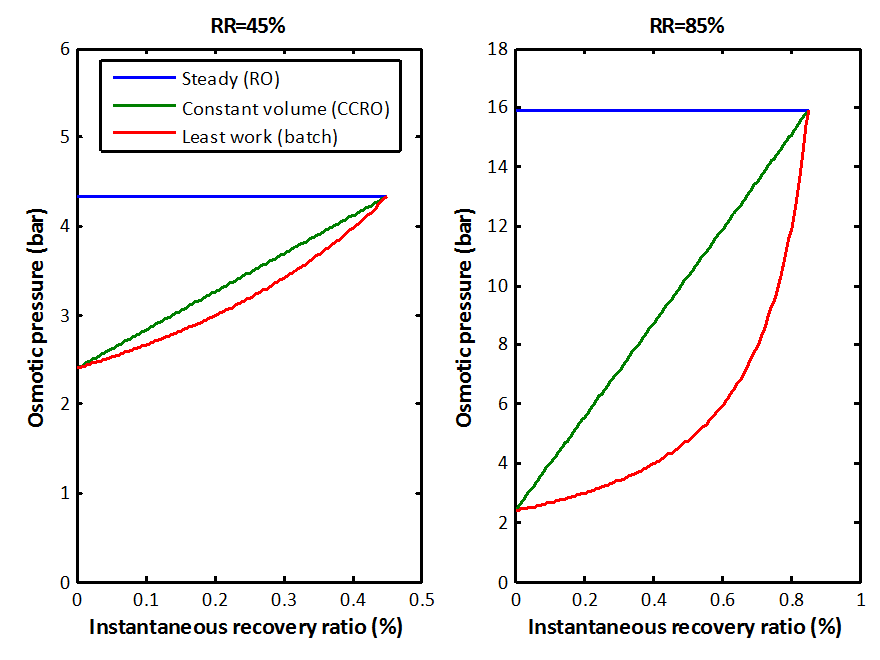 RR=45%
6
5
4
3
2
1
0
Steady (RO)
Constant volume (CCRO)
Least work (batch)
Osmotic pressure (bar)
0 0.1 0.2 0.3 0.4 0.5
Instantaneous recovery ratio (%)
RR=85%
18
16
14
12
10
8
6
4
2
0
Osmotic pressure (bar)
0 0.2 0.4 0.6 0.8 1
Instantaneous recovery ratio (%)